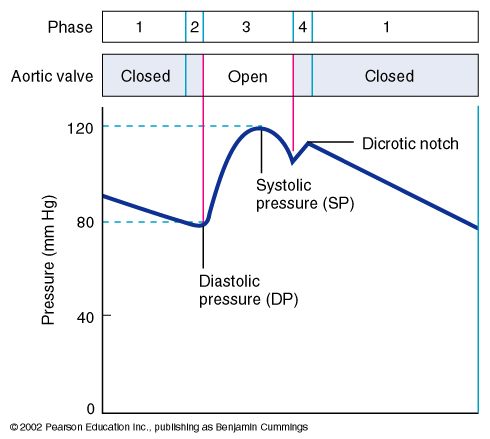 Phase 1 2 3 4 1
Aortic valve Closed Open Closed
120
Dicrotic notch
Systolic
pressure (SP)
80
Diastolic
pressure (DP)
Pressure (mm Hg)
40
0
© 2002 Pearson Education Inc., publishing as Benjamin Cummings